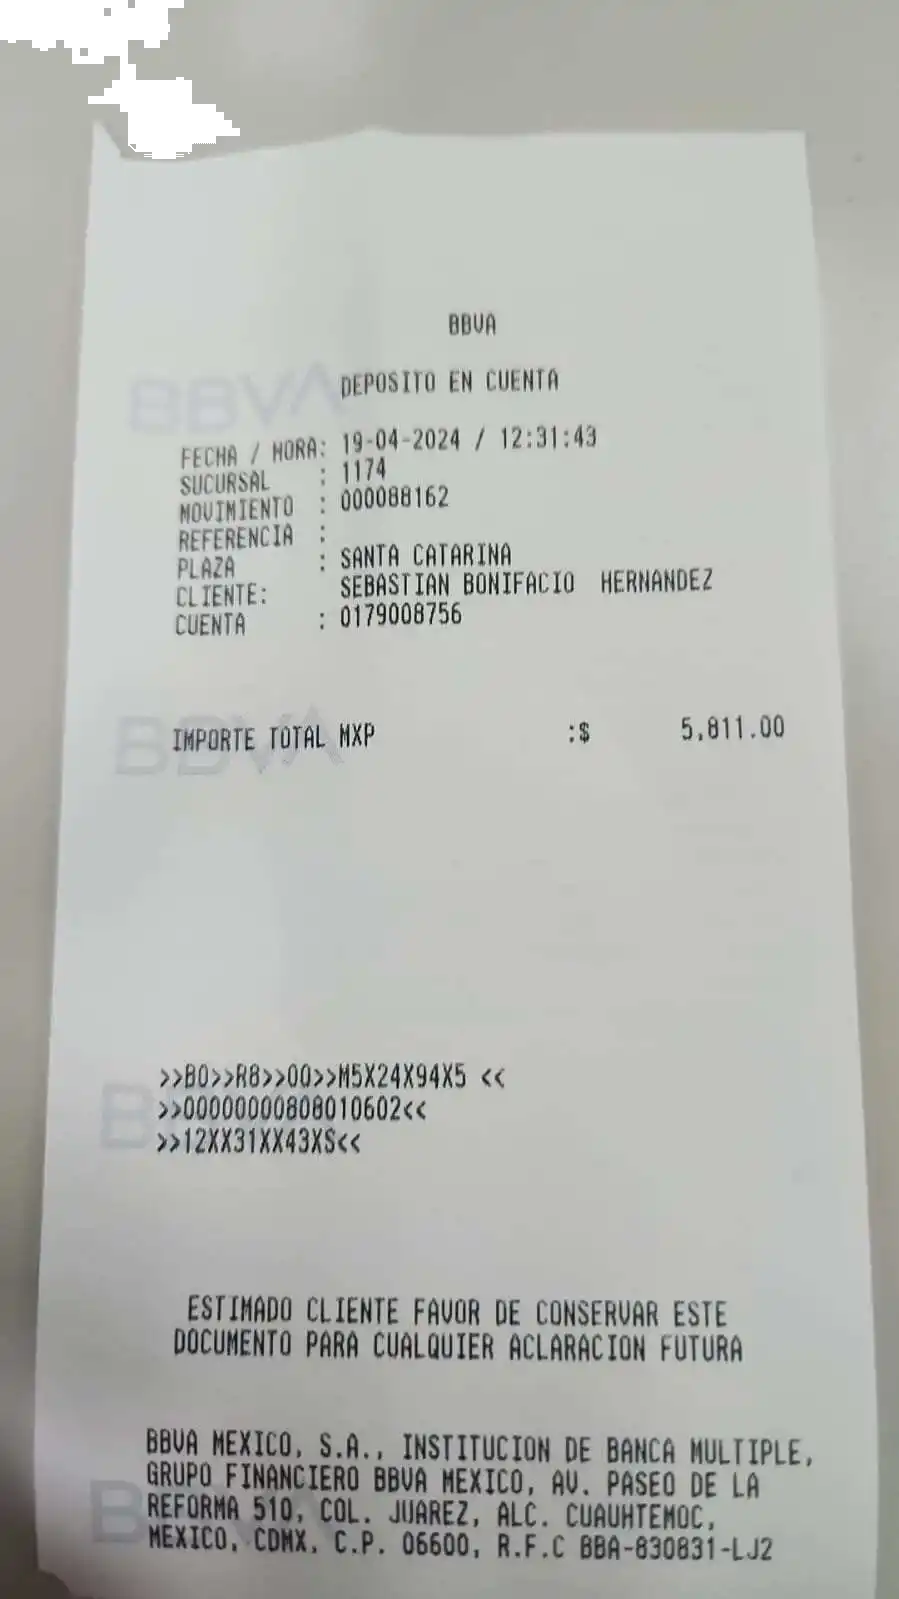 BBVA
DEPOSITO EN CUENTA
FECHA / HORA: 19-04-2024 / 12:31:43
SUCURSAL : 1174
MOVIMIENTO : 000088162
REFERENCIA :
PLAZA : SANTA CATARINA
CLIENTE: SEBASTIAN BONIFACIO HERNANDEZ
CUENTA : 0179008756
IMPORTE TOTAL MXP :$ 5,811.00
>>B0>>R8>>00>>M5X24X94X5 <<
>>00000000808010602<<
>>12XX31XX43XS<<
ESTIMADO CLIENTE FAVOR DE CONSERVAR ESTE
DOCUMENTO PARA CUALQUIER ACLARACION FUTURA
BBVA MEXICO, S.A., INSTITUCION DE BANCA MULTIPLE,
GRUPO FINANCIERO BBVA MEXICO, AV. PASEO DE LA
REFORMA 510, COL. JUAREZ, ALC. CUAUHTEMOC,
MEXICO, CDMX, C.P. 06600, R.F.C BBA-830831-LJ2